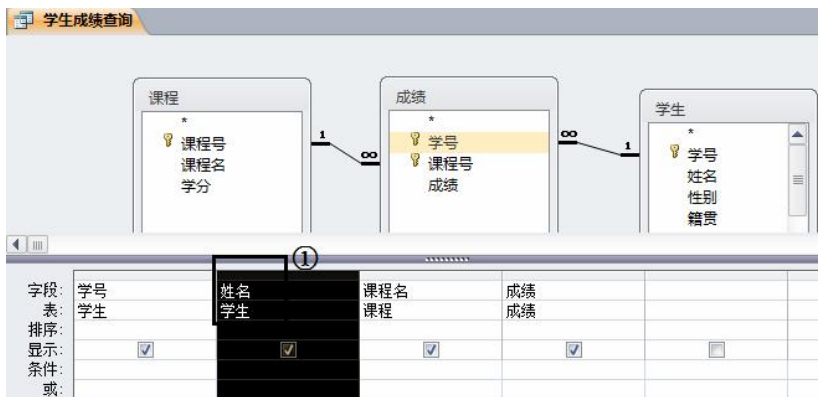 学生成绩查询
课程
*
课程号
课程名
学分
1
∞
成绩
*
学号
课程号
成绩
∞
1
学生
*
学号
姓名
性别
籍贯
①
字段: 学号 姓名 课程名 成绩
表: 学生 学生 课程 成绩
排序:
显示:
条件:
或: